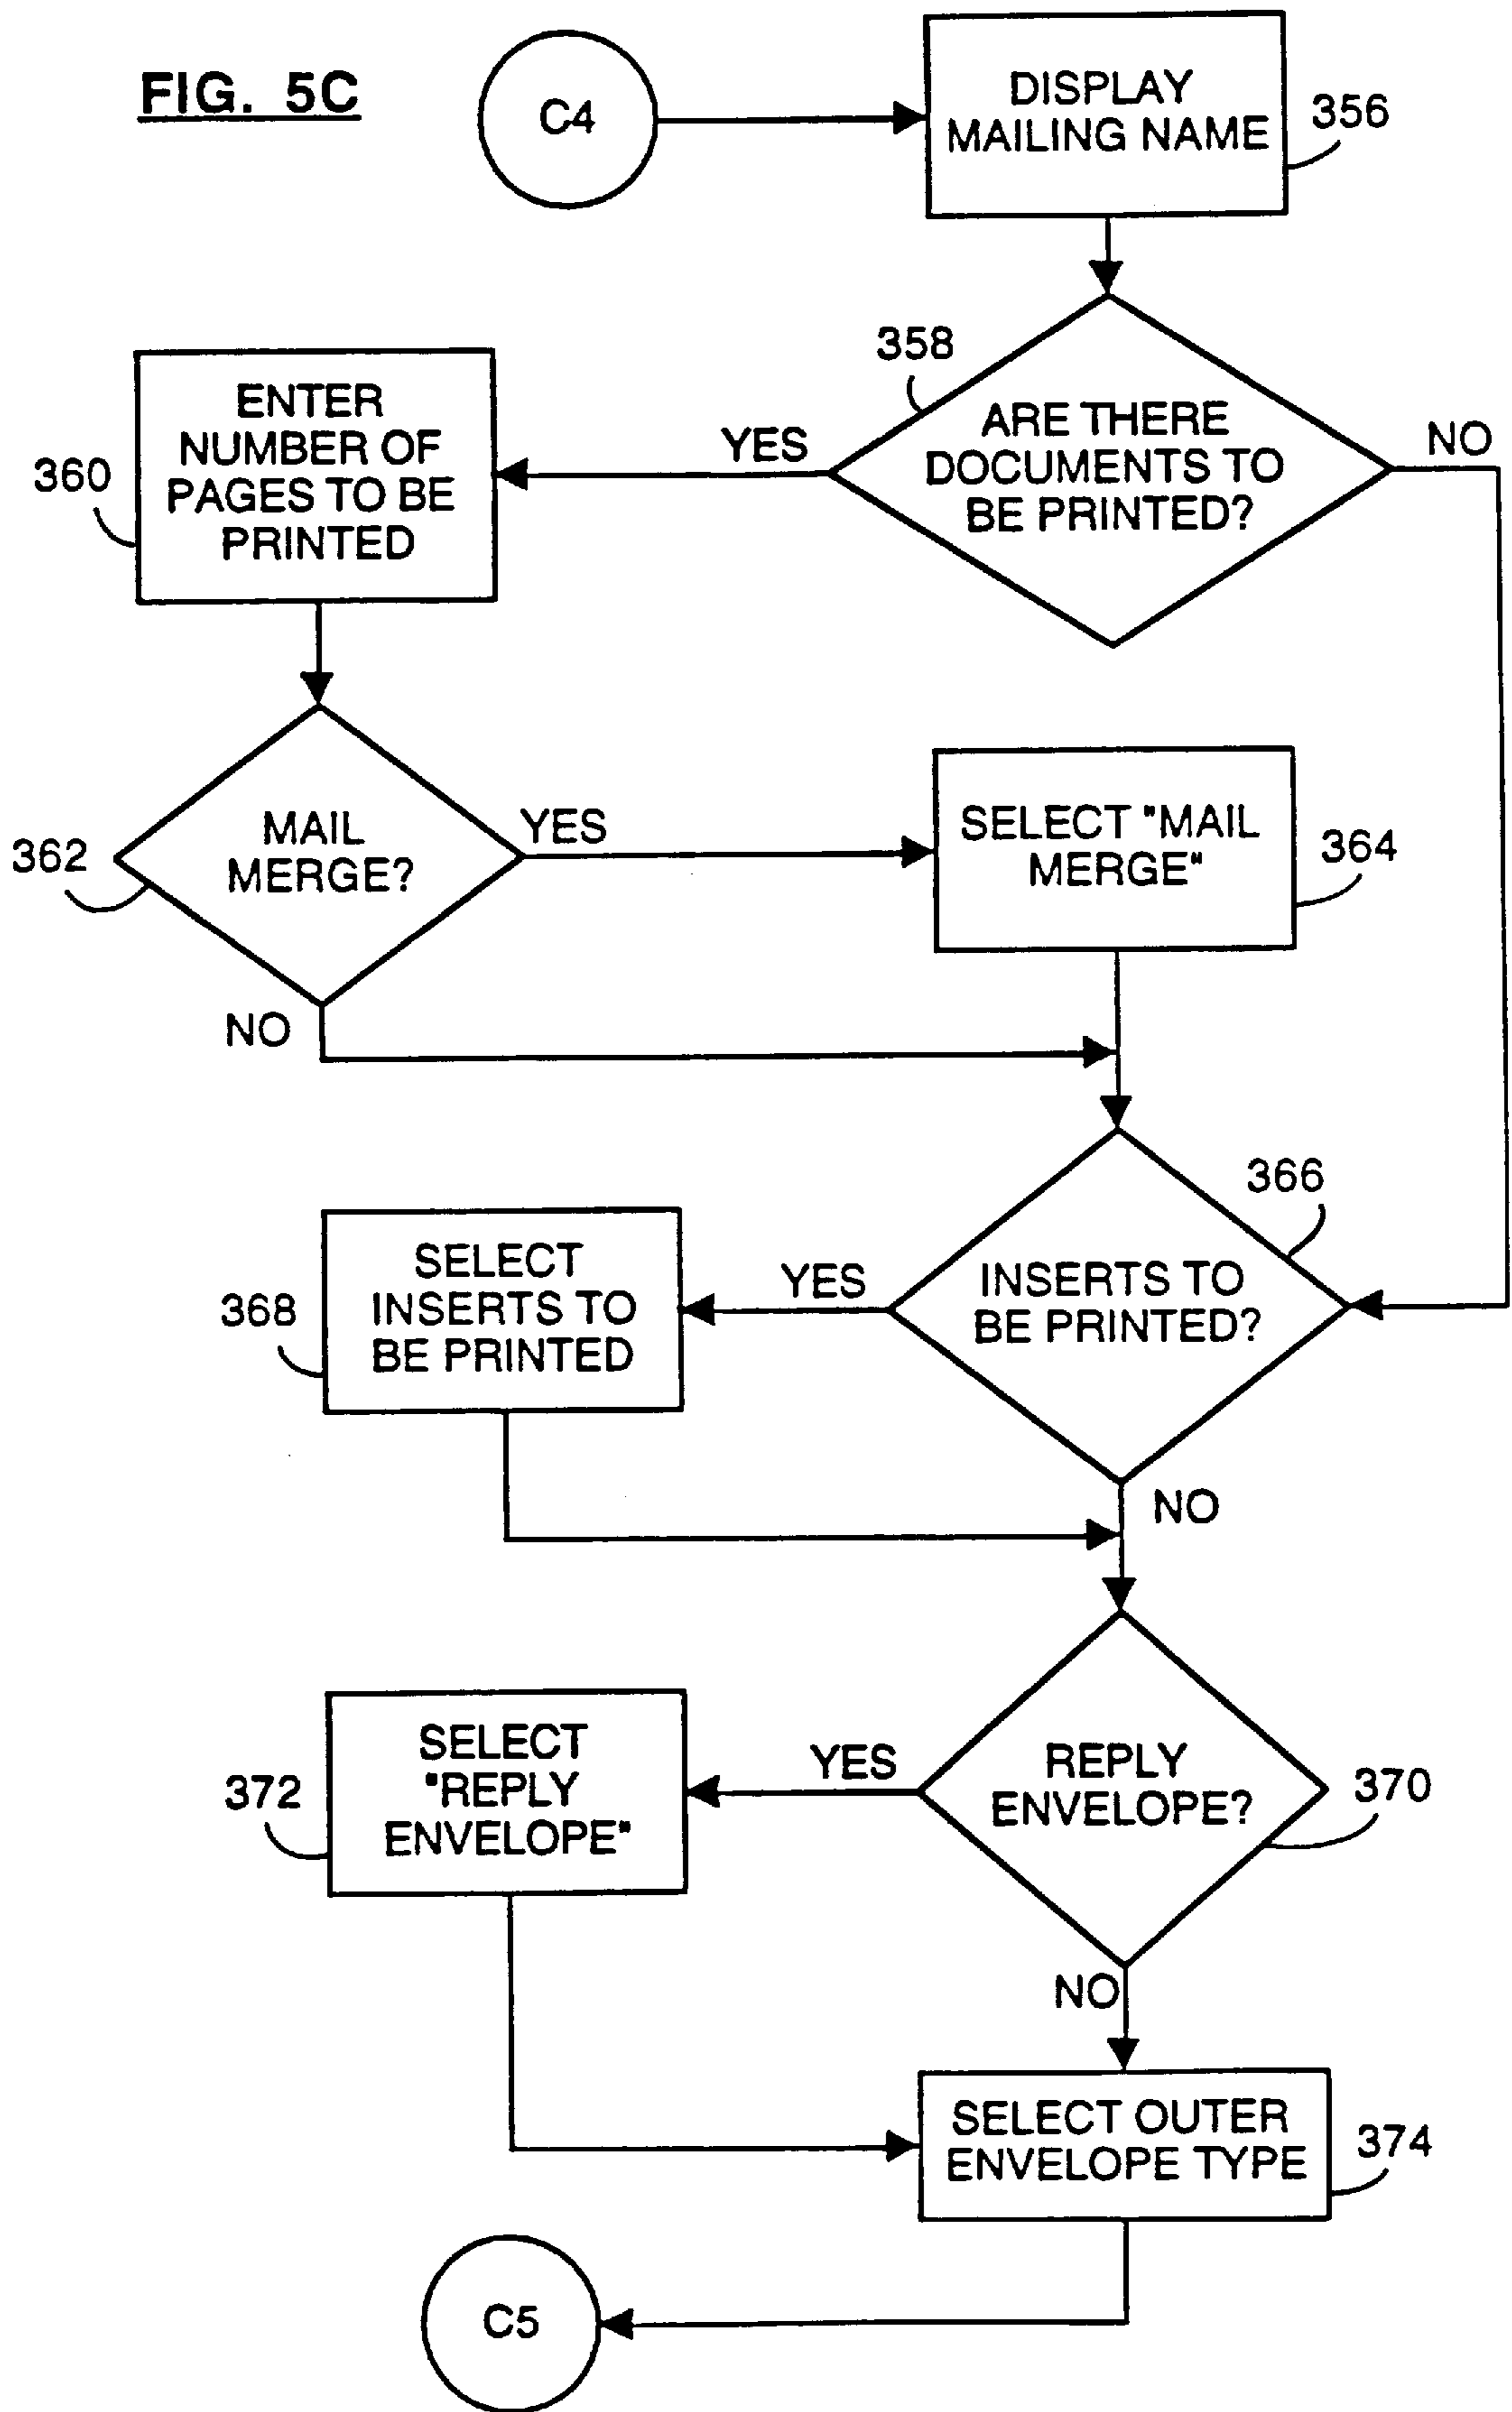 FIG. 5C
C4
DISPLAY
MAILING NAME
356
358
ARE THERE
DOCUMENTS TO
BE PRINTED?
YES
NO
ENTER
NUMBER OF
PAGES TO BE
PRINTED
360
MAIL
MERGE?
362
YES
NO
SELECT "MAIL
MERGE"
364
366
INSERTS TO
BE PRINTED?
YES
NO
SELECT
INSERTS TO
BE PRINTED
368
REPLY
ENVELOPE?
370
YES
NO
SELECT
"REPLY
ENVELOPE"
372
SELECT OUTER
ENVELOPE TYPE
374
C5